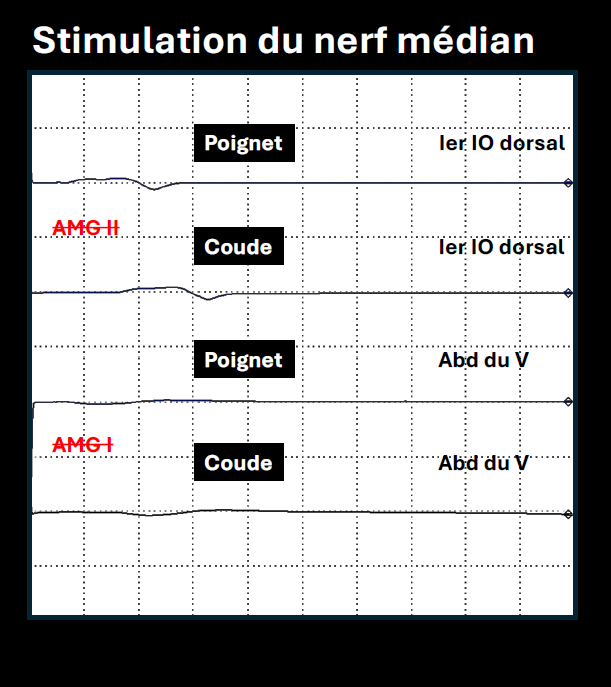 Stimulation du nerf médian
Poignet
Ier IO dorsal
AMG II
Coude
Ier IO dorsal
Poignet
Abd du V
AMG I
Coude
Abd du V